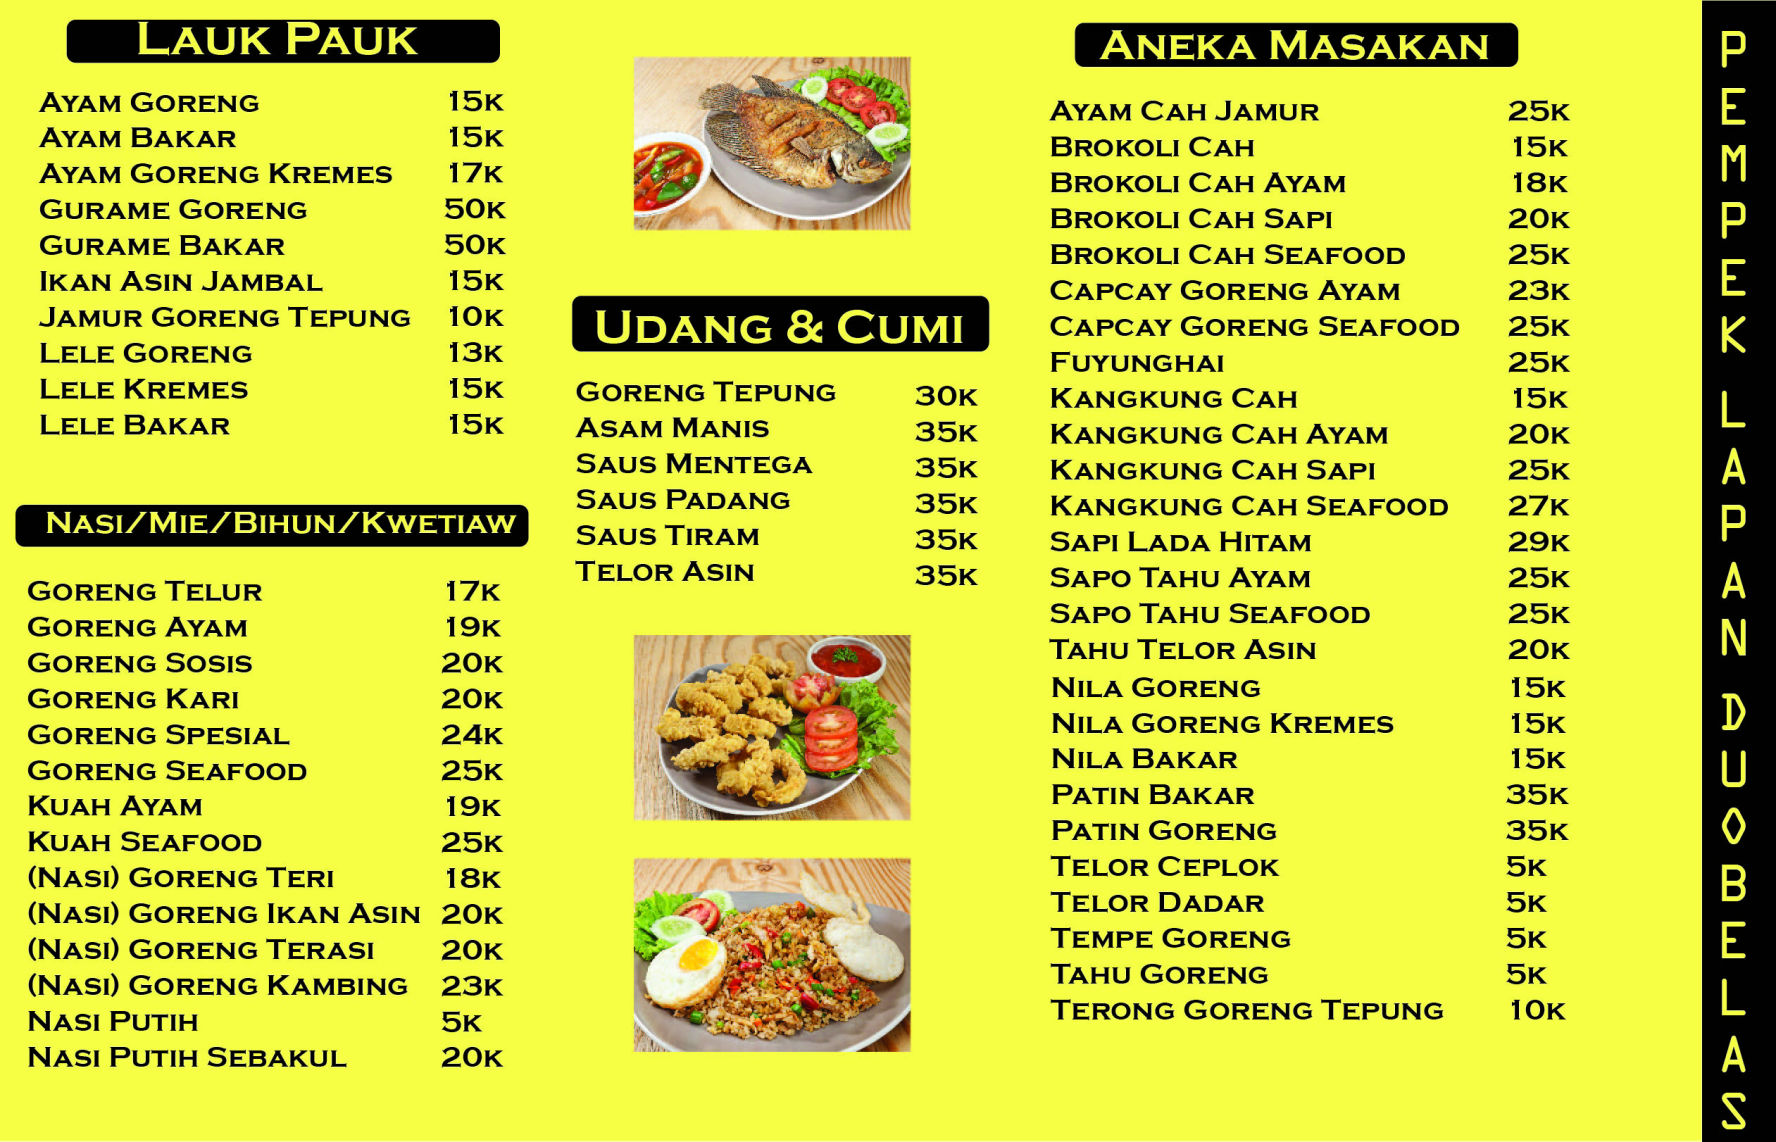 Lauk Pauk
Ayam Goreng 15K
Ayam Bakar 15K
Ayam Goreng Kremes 17K
Gurame Goreng 50K
Gurame Bakar 50K
Ikan Asin Jambal 15K
Jamur Goreng Tepung 10K
Lele Goreng 13K
Lele Kremes 15K
Lele Bakar 15K
Nasi/Mie/Bihun/Kwetiaw
Goreng Telur 17K
Goreng Ayam 19K
Goreng Sosis 20K
Goreng Kari 20K
Goreng Spesial 24K
Goreng Seafood 25K
Kuah Ayam 19K
Kuah Seafood 25K
(Nasi) Goreng Teri 18K
(Nasi) Goreng Ikan Asin 20K
(Nasi) Goreng Terasi 20K
(Nasi) Goreng Kambing 23K
Nasi Putih 5K
Nasi Putih Sebakul 20K
Udang & Cumi
Goreng Tepung 30K
Asam Manis 35K
Saus Mentega 35K
Saus Padang 35K
Saus Tiram 35K
Telor Asin 35K
Aneka Masakan
Ayam Cah Jamur 25K
Brokoli Cah 15K
Brokoli Cah Ayam 18K
Brokoli Cah Sapi 20K
Brokoli Cah Seafood 25K
Capcay Goreng Ayam 23K
Capcay Goreng Seafood 25K
Fuyunghai 25K
Kangkung Cah 15K
Kangkung Cah Ayam 20K
Kangkung Cah Sapi 25K
Kangkung Cah Seafood 27K
Sapi Lada Hitam 29K
Sapo Tahu Ayam 25K
Sapo Tahu Seafood 25K
Tahu Telor Asin 20K
Nila Goreng 15K
Nila Goreng Kremes 15K
Nila Bakar 15K
Patin Bakar 35K
Patin Goreng 35K
Telor Ceplok 5K
Telor Dadar 5K
Tempe Goreng 5K
Tahu Goreng 5K
Terong Goreng Tepung 10K
PEMPEK LAPAN DUOBELAS